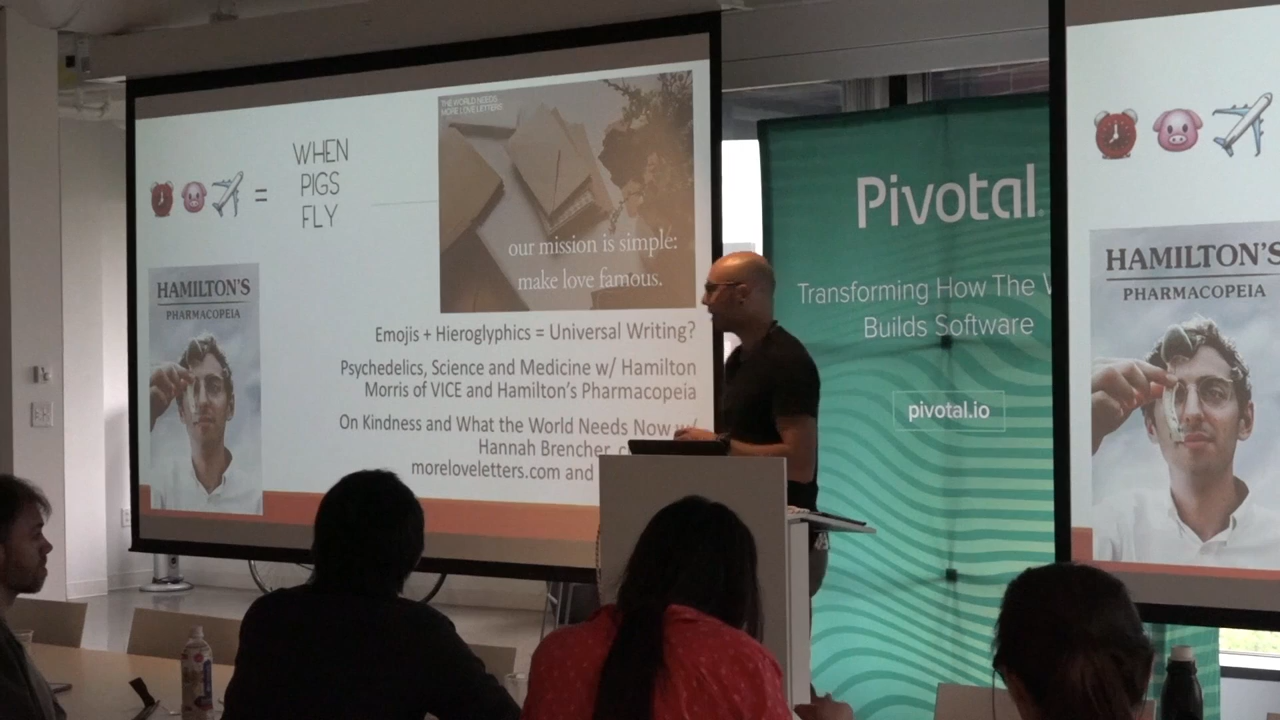 =
WHEN
PIGS
FLY
THE WORLD NEEDS
MORE LOVE LETTERS
our mission is simple:
make love famous.
HAMILTON'S
PHARMACOPEIA
Emojis + Hieroglyphics = Universal Writing?
Psychedelics, Science and Medicine w/ Hamilton
Morris of VICE and Hamilton's Pharmacopeia
On Kindness and What the World Needs Now w/
Hannah Brencher,
moreloveletters.com and
Pivotal
Transforming How The
Builds Software
pivotal.io
HAMILTON'S
PHARMACOPEIA